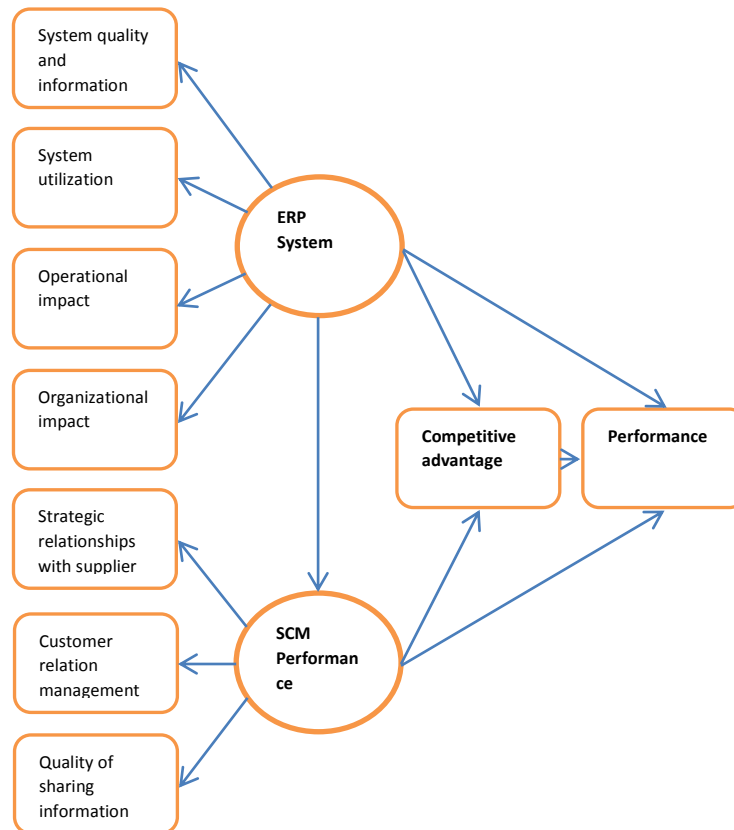 System quality
and
information
System
utilization
ERP
System
Operational
impact
Organizational
impact
Competitive
advantage
Performance
Strategic
relationships
with supplier
SCM
Performan
ce
Customer
relation
management
Quality of
sharing
information